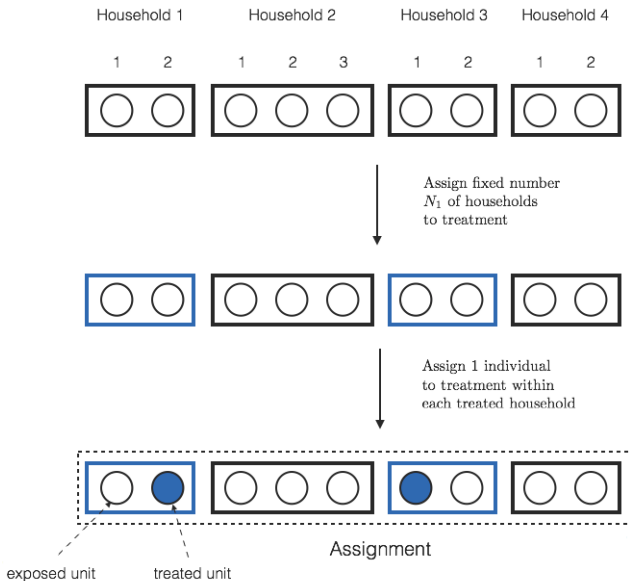 Household 1 Household 2 Household 3 Household 4
1 2 1 2 3 1 2 1 2
Assign fixed number
N₁ of households
to treatment
Assign 1 individual
to treatment within
each treated household
Assignment
exposed unit treated unit